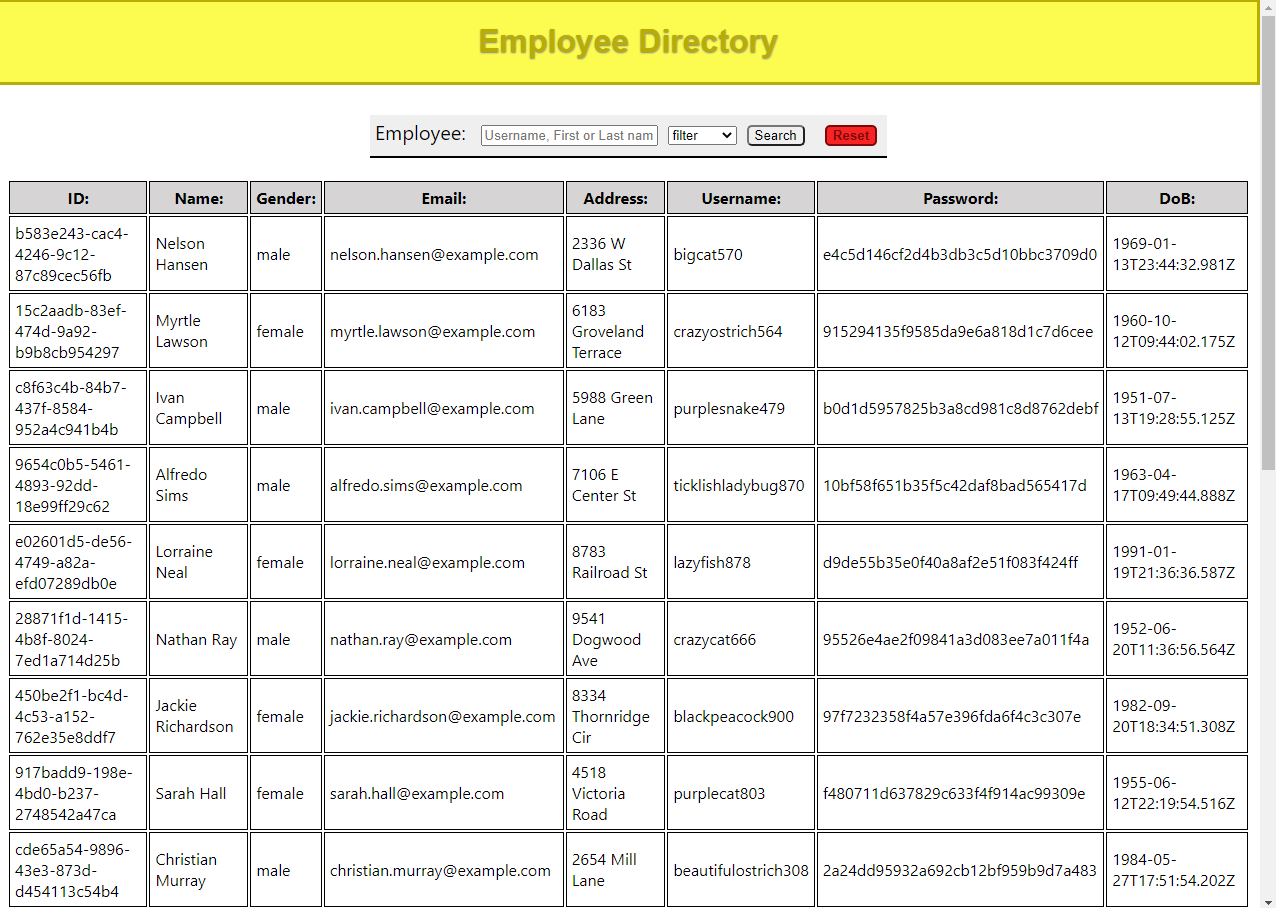 Employee Directory
Employee: Username, First or Last nam filter Search Reset
ID: Name: Gender: Email: Address: Username: Password: DoB:
b583e243-cac4-
4246-9c12-
87c89cec56fb
Nelson
Hansen
male
nelson.hansen@example.com
2336 W
Dallas St
bigcat570
e4c5d146cf2d4b3db3c5d10bbc3709d0
1969-01-
13T23:44:32.981Z
15c2aadb-83ef-
474d-9a92-
b9b8cb954297
Myrtle
Lawson
female
myrtle.lawson@example.com
6183
Groveland
Terrace
crazyostrich564
915294135f9585da9e6a818d1c7d6cee
1960-10-
12T09:44:02.175Z
c8f63c4b-84b7-
437f-8584-
952a4c941b4b
Ivan
Campbell
male
ivan.campbell@example.com
5988 Green
Lane
purplesnake479
b0d1d5957825b3a8cd981c8d8762debf
1951-07-
13T19:28:55.125Z
9654c0b5-5461-
4893-92dd-
18e99ff29c62
Alfredo
Sims
male
alfredo.sims@example.com
7106 E
Center St
ticklishladybug870
10bf58f651b35f5c42daf8bad565417d
1963-04-
17T09:49:44.888Z
e02601d5-de56-
4749-a82a-
efd07289db0e
Lorraine
Neal
female
lorraine.neal@example.com
8783
Railroad St
lazyfish878
d9de55b35e0f40a8af2e51f083f424ff
1991-01-
19T21:36:36.587Z
28871f1d-1415-
4b8f-8024-
7ed1a714d25b
Nathan Ray
male
nathan.ray@example.com
9541
Dogwood
Ave
crazycat666
95526e4ae2f09841a3d083ee7a011f4a
1952-06-
20T11:36:56.564Z
450be2f1-bc4d-
4c53-a152-
762e35e8ddf7
Jackie
Richardson
female
jackie.richardson@example.com
8334
Thornridge
Cir
blackpeacock900
97f7232358f4a57e396fda6f4c3c307e
1982-09-
20T18:34:51.308Z
917badd9-198e-
4bd0-b237-
2748542a47ca
Sarah Hall
female
sarah.hall@example.com
4518
Victoria
Road
purplecat803
f480711d637829c633f4f914ac99309e
1955-06-
12T22:19:54.516Z
cde65a54-9896-
43e3-873d-
d454113c54b4
Christian
Murray
male
christian.murray@example.com
2654 Mill
Lane
beautifulostrich308
2a24dd95932a692cb12bf959b9d7a483
1984-05-
27T17:51:54.202Z